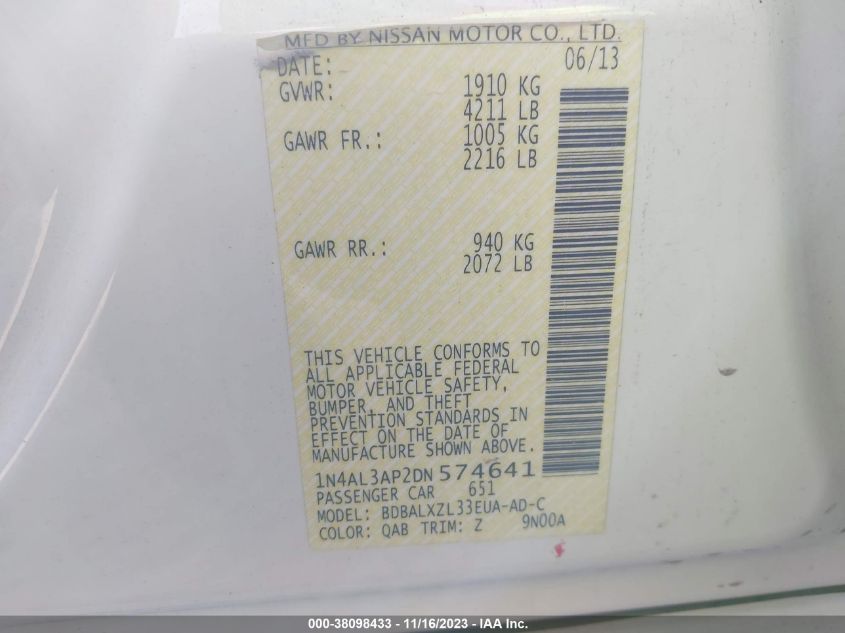 MFD BY NISSAN MOTOR CO., LTD.
DATE: 06/13
GVWR: 1910 KG
4211 LB
GAWR FR.: 1005 KG
2216 LB
GAWR RR.: 940 KG
2072 LB
THIS VEHICLE CONFORMS TO
ALL APPLICABLE FEDERAL
MOTOR VEHICLE SAFETY,
BUMPER, AND THEFT
PREVENTION STANDARDS IN
EFFECT ON THE DATE OF
MANUFACTURE SHOWN ABOVE.
1N4AL3AP2DN 574641
PASSENGER CAR 651
MODEL: BDBALXZL33EUA-AD-C
COLOR: QAB TRIM: Z 9N00A
000-38098433 - 11/16/2023 - IAA Inc.